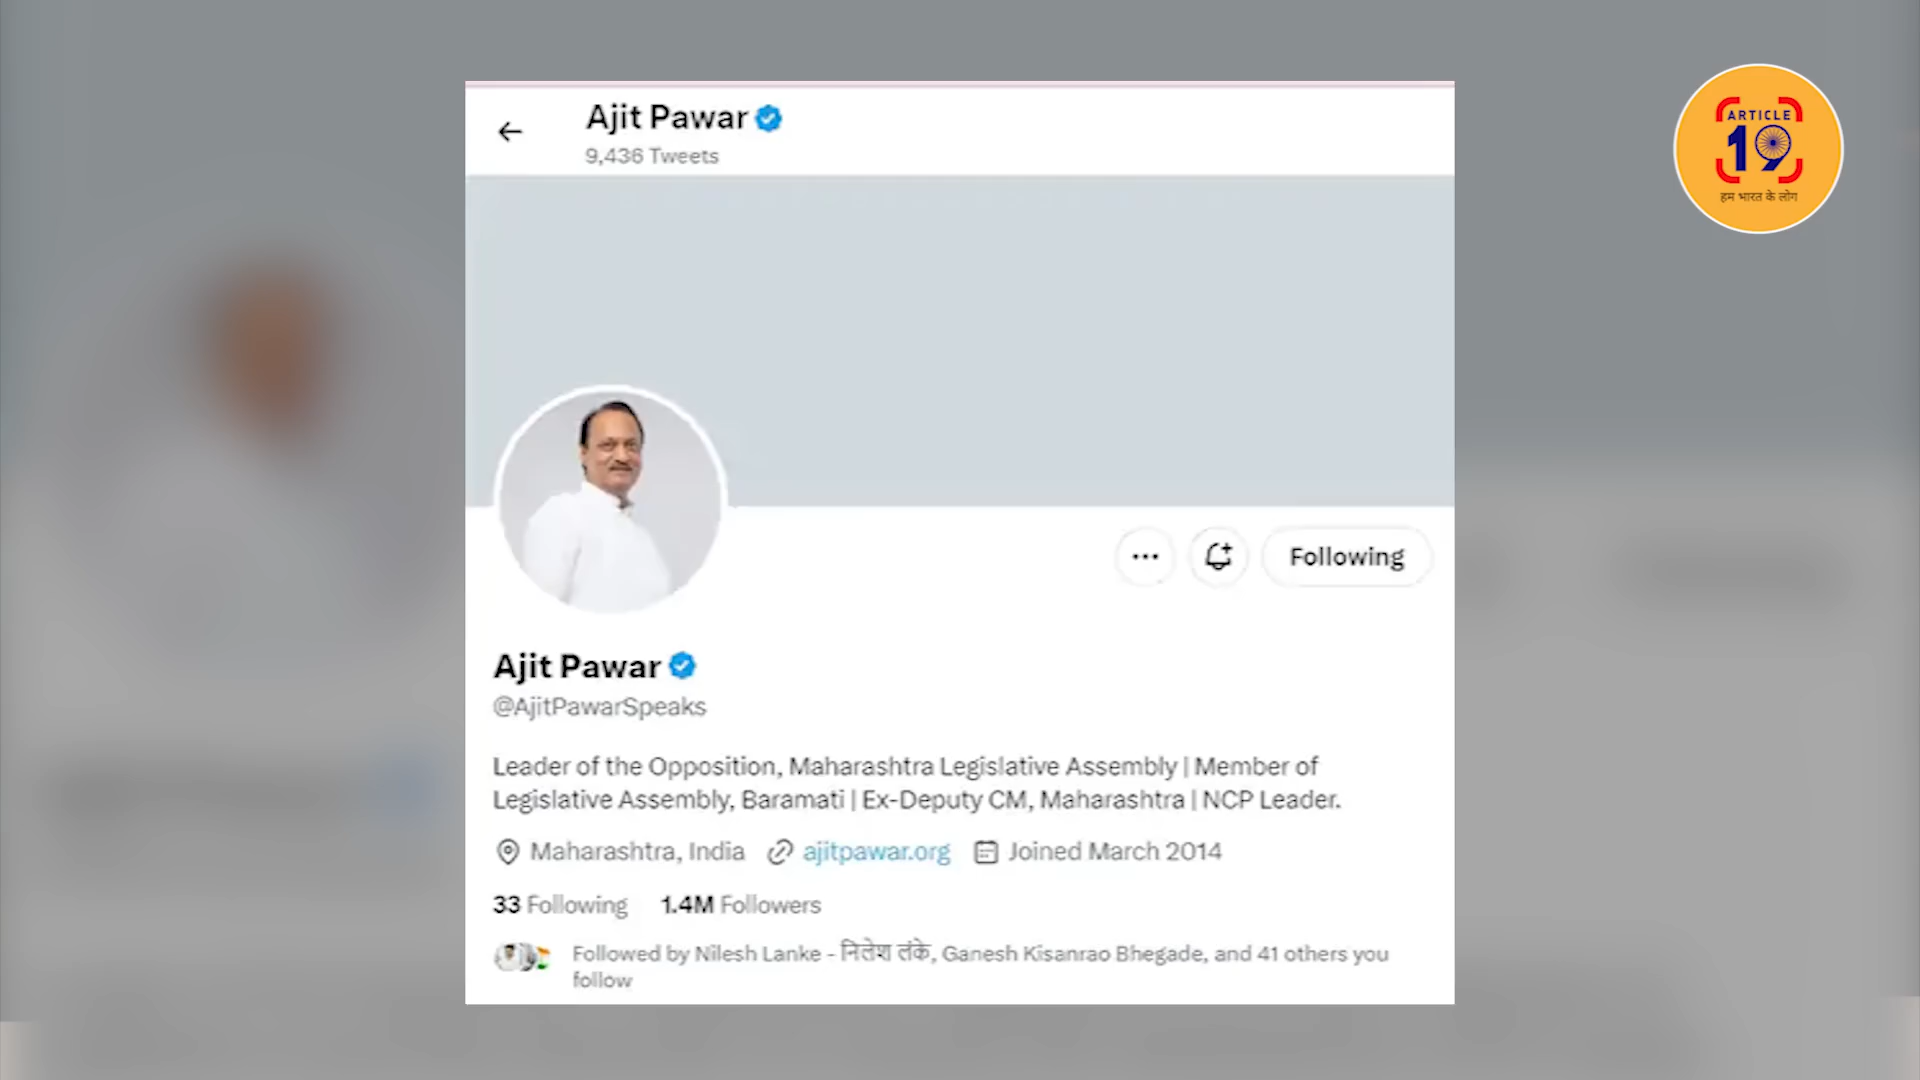 Ajit Pawar
9,436 Tweets
ARTICLE
19
हम भारत के लोग
Following
Ajit Pawar
@AjitPawarSpeaks
Leader of the Opposition, Maharashtra Legislative Assembly | Member of
Legislative Assembly, Baramati | Ex-Deputy CM, Maharashtra | NCP Leader.
Maharashtra, India ajitpawar.org Joined March 2014
33 Following 1.4M Followers
Followed by Nilesh Lanke - निलेश लंके, Ganesh Kisanrao Bhegade, and 41 others you
follow